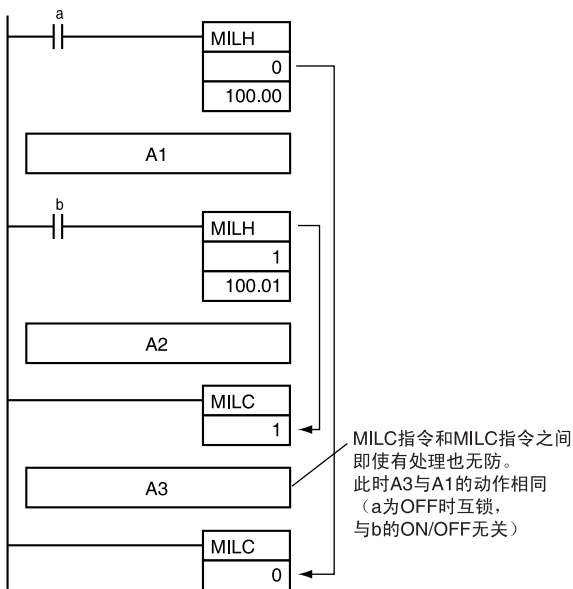 a
MILH
0
100.00
A1
b
MILH
1
100.01
A2
MILC
1
MILC指令和MILC指令之间
即使有处理也无防。
此时A3与A1的动作相同
（a为OFF时互锁，
与b的ON/OFF无关）
A3
MILC
0